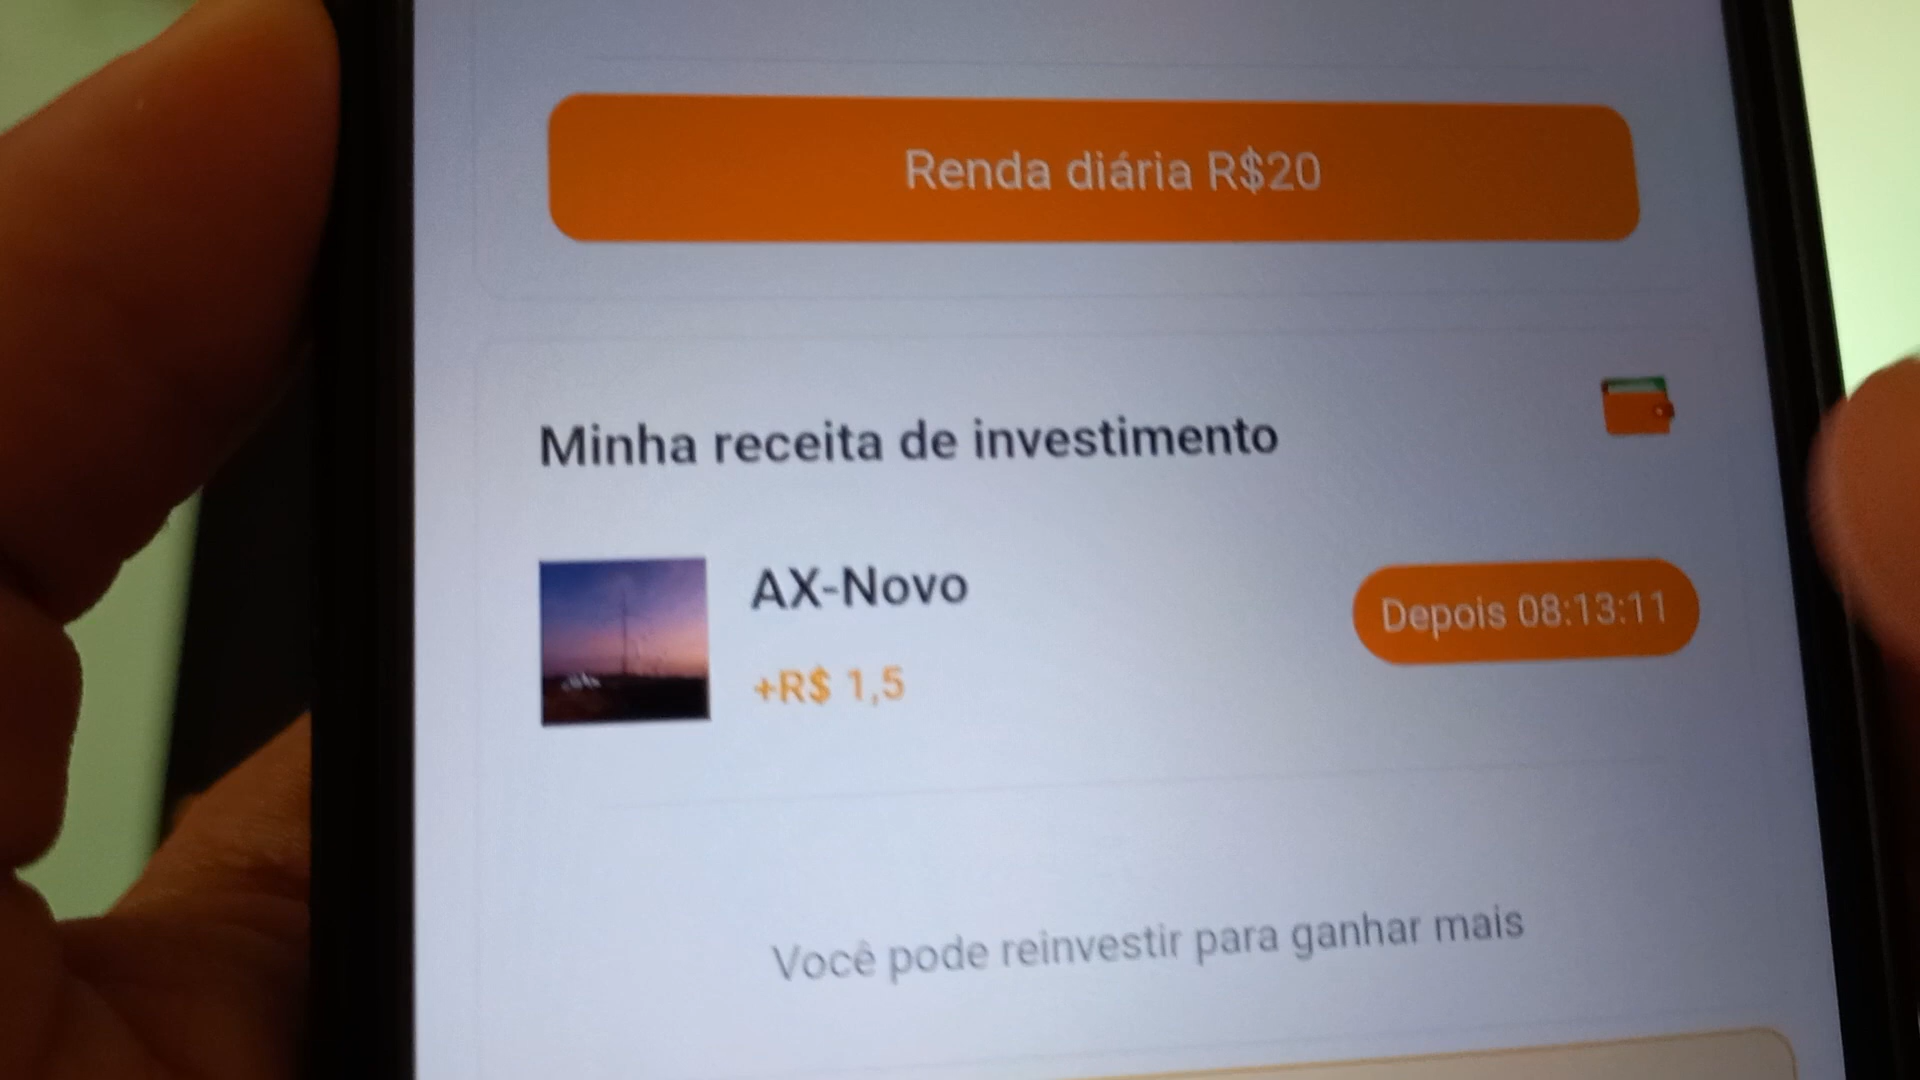 Renda diária R$20
Minha receita de investimento
AX-Novo
Depois 08:13:11
+R$ 1,5
Você pode reinvestir para ganhar mais